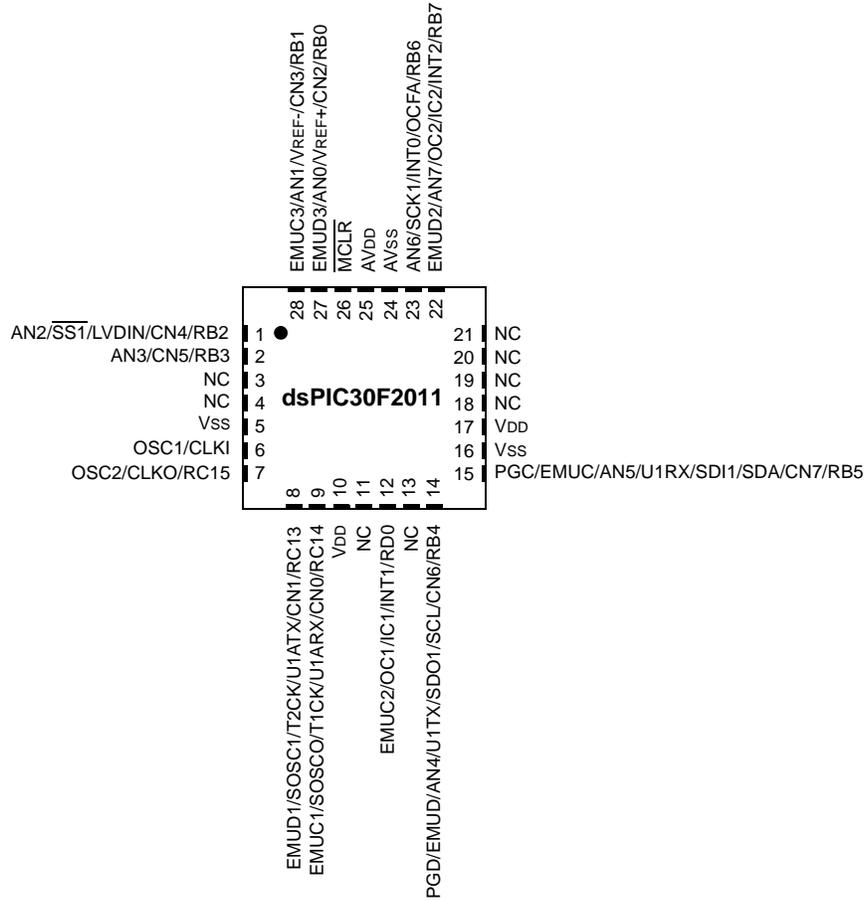 EMUC3/AN1/VREF-/CN3/RB1
EMUD3/AN0/VREF+/CN2/RB0
MCLR
AVDD
AVSS
AN6/SCK1/INT0/OCFA/RB6
EMUD2/AN7/OC2/IC2/INT2/RB7
28 27 26 25 24 23 22
AN2/SS1/LVDIN/CN4/RB2 1
AN3/CN5/RB3 2
NC 3
NC 4
VSS 5
OSC1/CLKI 6
OSC2/CLKO/RC15 7
dsPIC30F2011
21 NC
20 NC
19 NC
18 NC
17 VDD
16 VSS
15 PGC/EMUC/AN5/U1RX/SDI1/SDA/CN7/RB5
8 9 10 11 12 13 14
EMUD1/SOSC1/T2CK/U1ATX/CN1/RC13
EMUC1/SOSCO/T1CK/U1ARX/CN0/RC14
VDD
NC
EMUC2/OC1/IC1/INT1/RD0
NC
PGD/EMUD/AN4/U1TX/SDO1/SCL/CN6/RB4